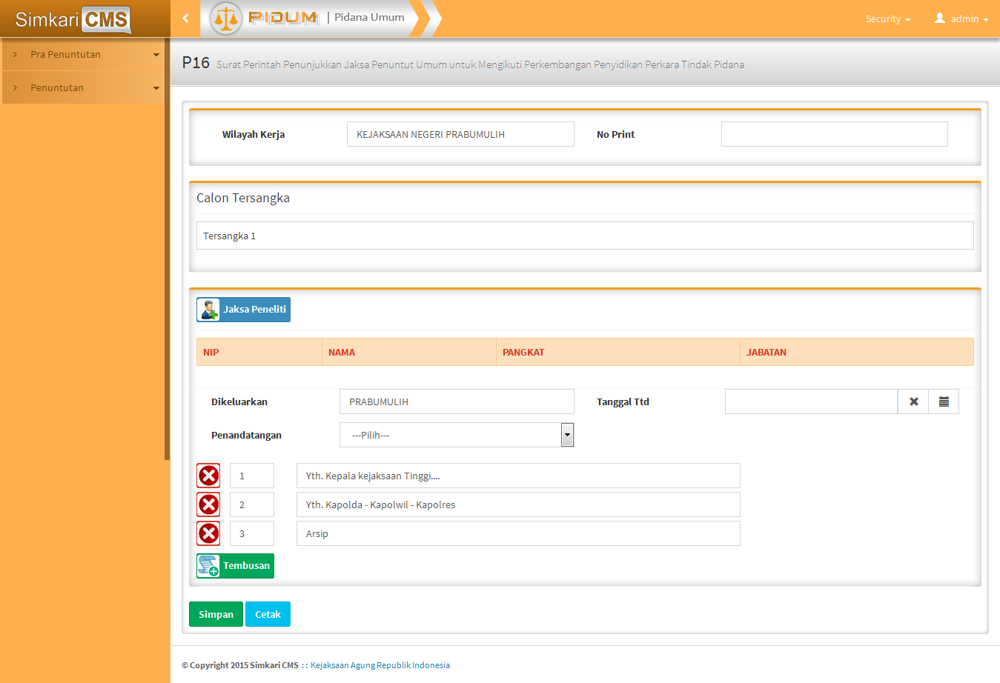 Simkari CMS
PIDUM | Pidana Umum
Security
admin
Pra Penuntutan
Penuntutan
P16 Surat Perintah Penunjukkan Jaksa Penuntut Umum untuk Mengikuti Perkembangan Penyidikan Perkara Tindak Pidana
Wilayah Kerja KEJAKSAAN NEGERI PRABUMULIH No Print
Calon Tersangka
Tersangka 1
Jaksa Peneliti
NIP NAMA PANGKAT JABATAN
Dikeluarkan PRABUMULIH Tanggal Ttd
Penandatangan ---Pilih---
1 Yth. Kepala kejaksaan Tinggi....
2 Yth. Kapolda - Kapolwil - Kapolres
3 Arsip
Tembusan
Simpan Cetak
© Copyright 2015 Simkari CMS :: Kejaksaan Agung Republik Indonesia